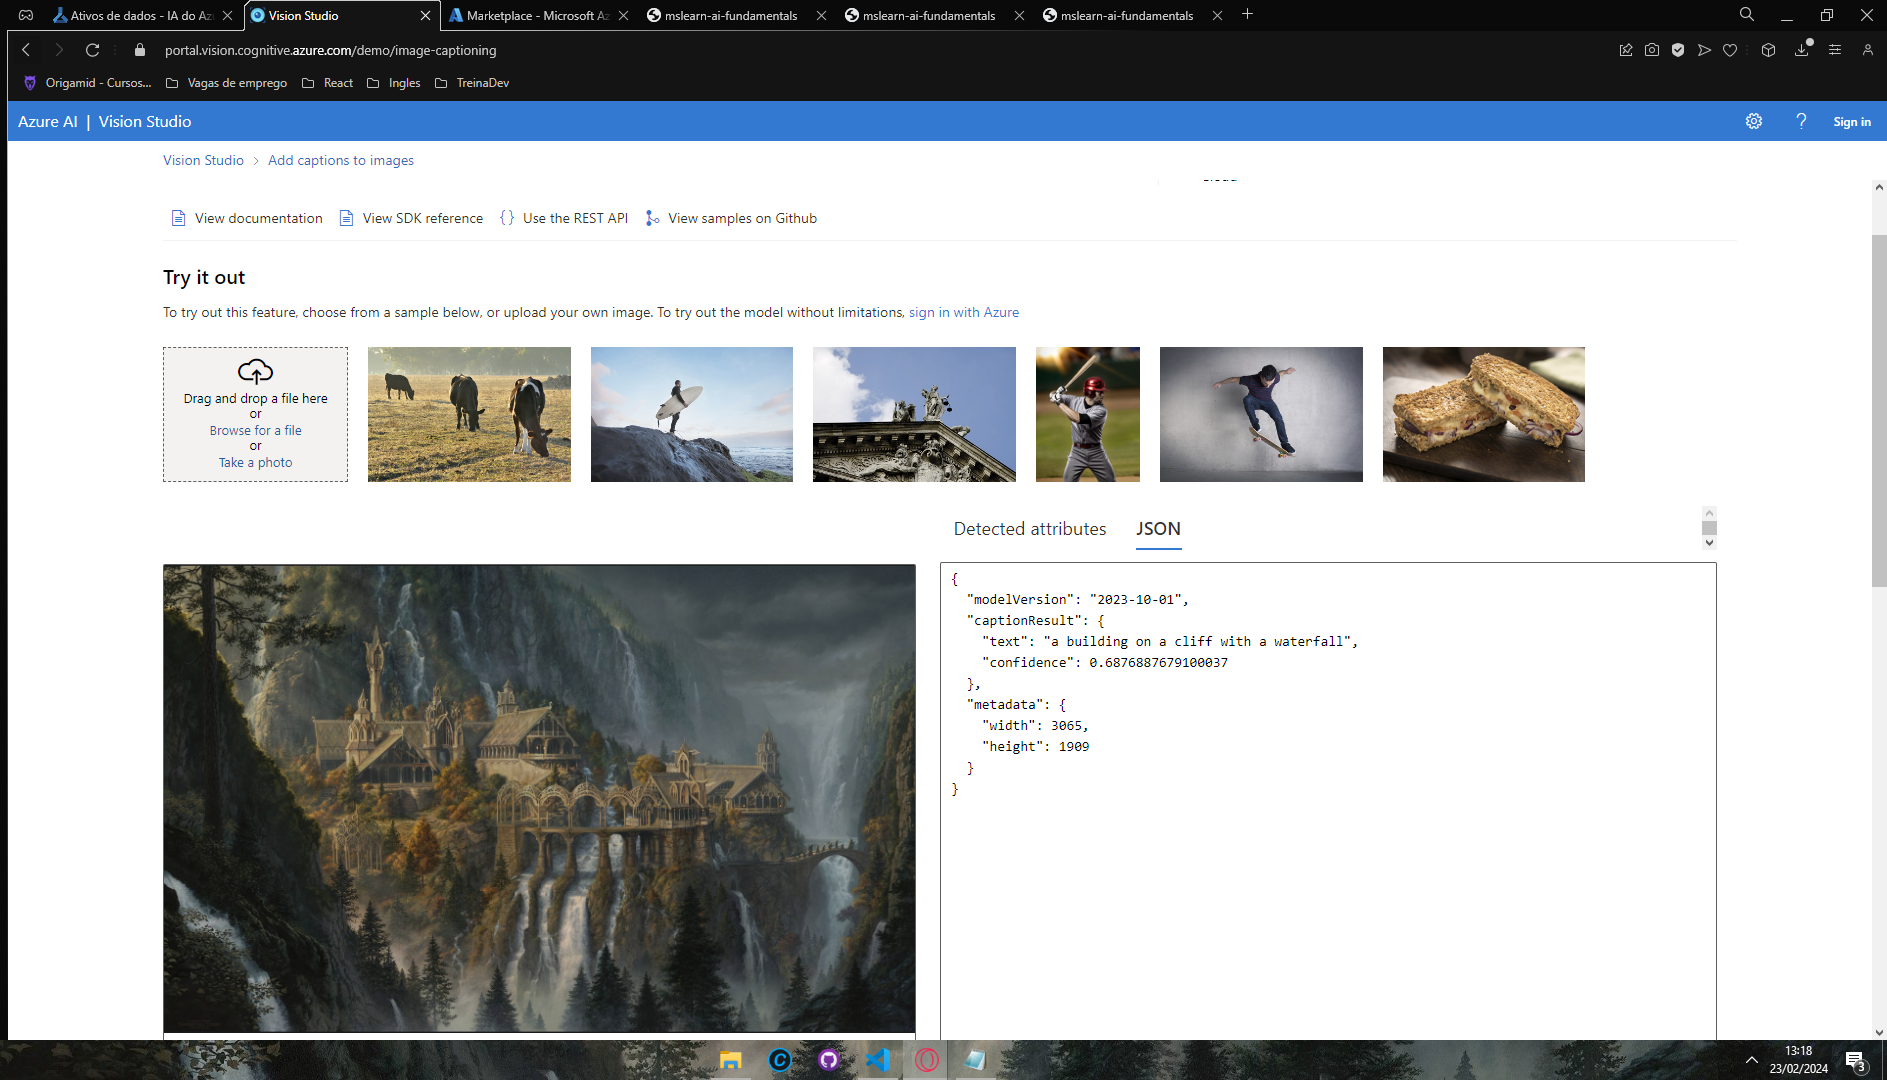 Ativos de dados - IA do Az
Vision Studio
Marketplace - Microsoft Az
mslearn-ai-fundamentals
mslearn-ai-fundamentals
mslearn-ai-fundamentals
portal.vision.cognitive.azure.com/demo/image-captioning
Origamid - Cursos...
Vagas de emprego
React
Ingles
TreinaDev
Azure AI | Vision Studio
Sign in
Vision Studio > Add captions to images
View documentation
View SDK reference
Use the REST API
View samples on Github
Try it out
To try out this feature, choose from a sample below, or upload your own image. To try out the model without limitations, sign in with Azure
Drag and drop a file here
or
Browse for a file
or
Take a photo
Detected attributes
JSON
{
"modelVersion": "2023-10-01",
"captionResult": {
"text": "a building on a cliff with a waterfall",
"confidence": 0.6876887679100037
},
"metadata": {
"width": 3065,
"height": 1909
}
}
13:18
23/02/2024
3